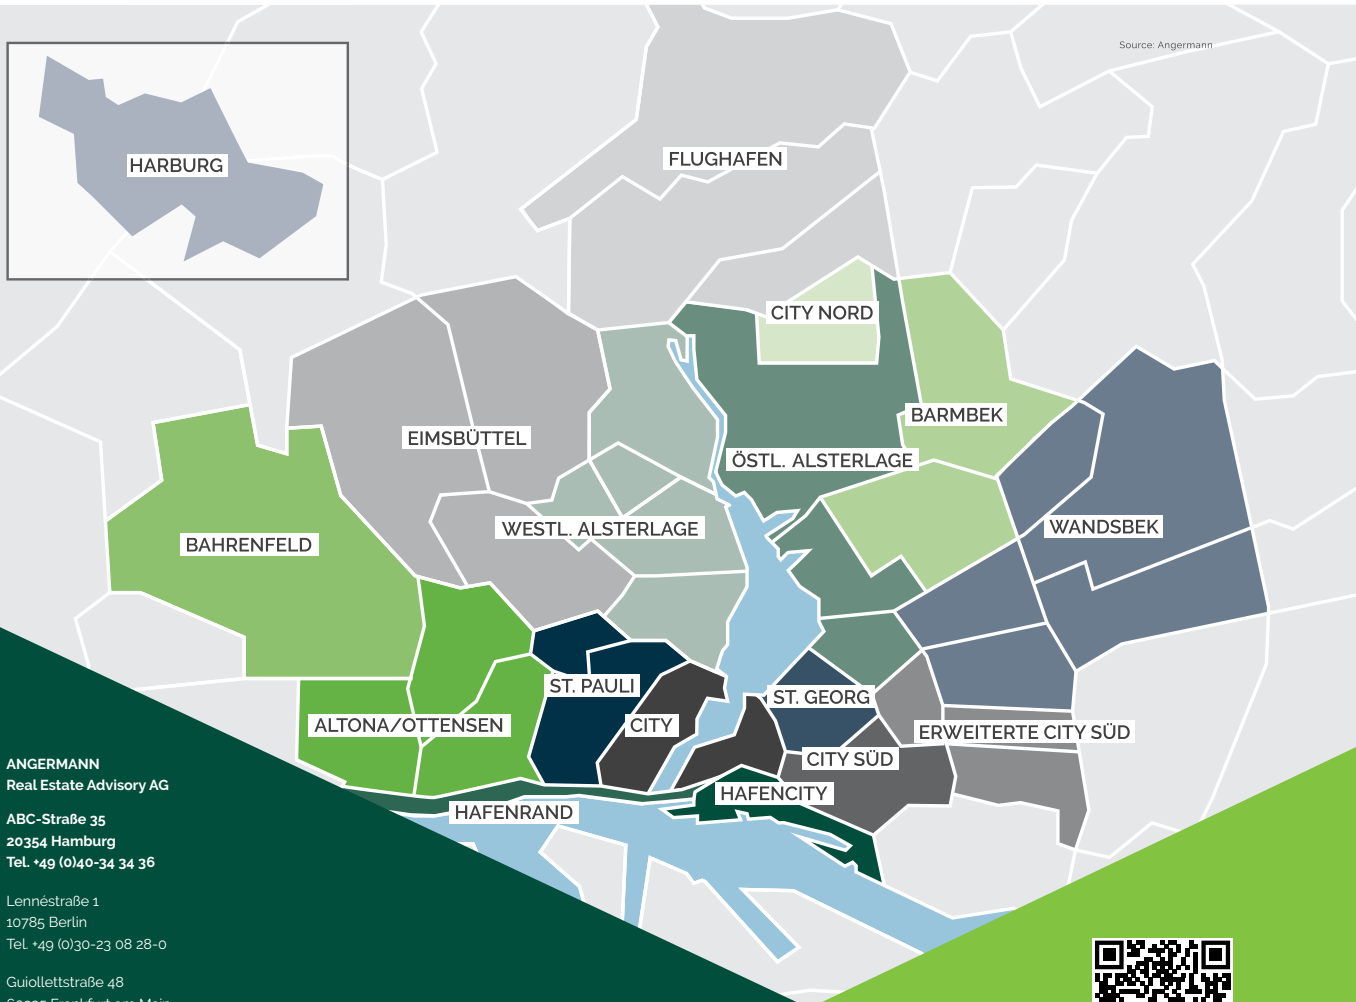 Source: Angermann
HARBURG
FLUGHAFEN
CITY NORD
BARMBEK
EIMSBÜTTEL
ÖSTL. ALSTERLAGE
WESTL. ALSTERLAGE
WANDSBEK
BAHRENFELD
ST. PAULI
ST. GEORG
ALTONA/OTTENSEN
CITY
ERWEITERTE CITY SÜD
CITY SÜD
HAFENCITY
HAFENRAND
ANGERMANN
Real Estate Advisory AG
ABC-Straße 35
20354 Hamburg
Tel. +49 (0)40-34 34 36
Lennéstraße 1
10785 Berlin
Tel. +49 (0)30-23 08 28-0
Guiollettstraße 48
Frankfurt am Main